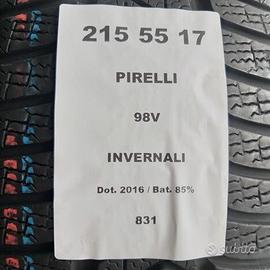 215 55 17
PIRELLI
98V
INVERNALI
Dot. 2016 / Bat. 85%
831
subito